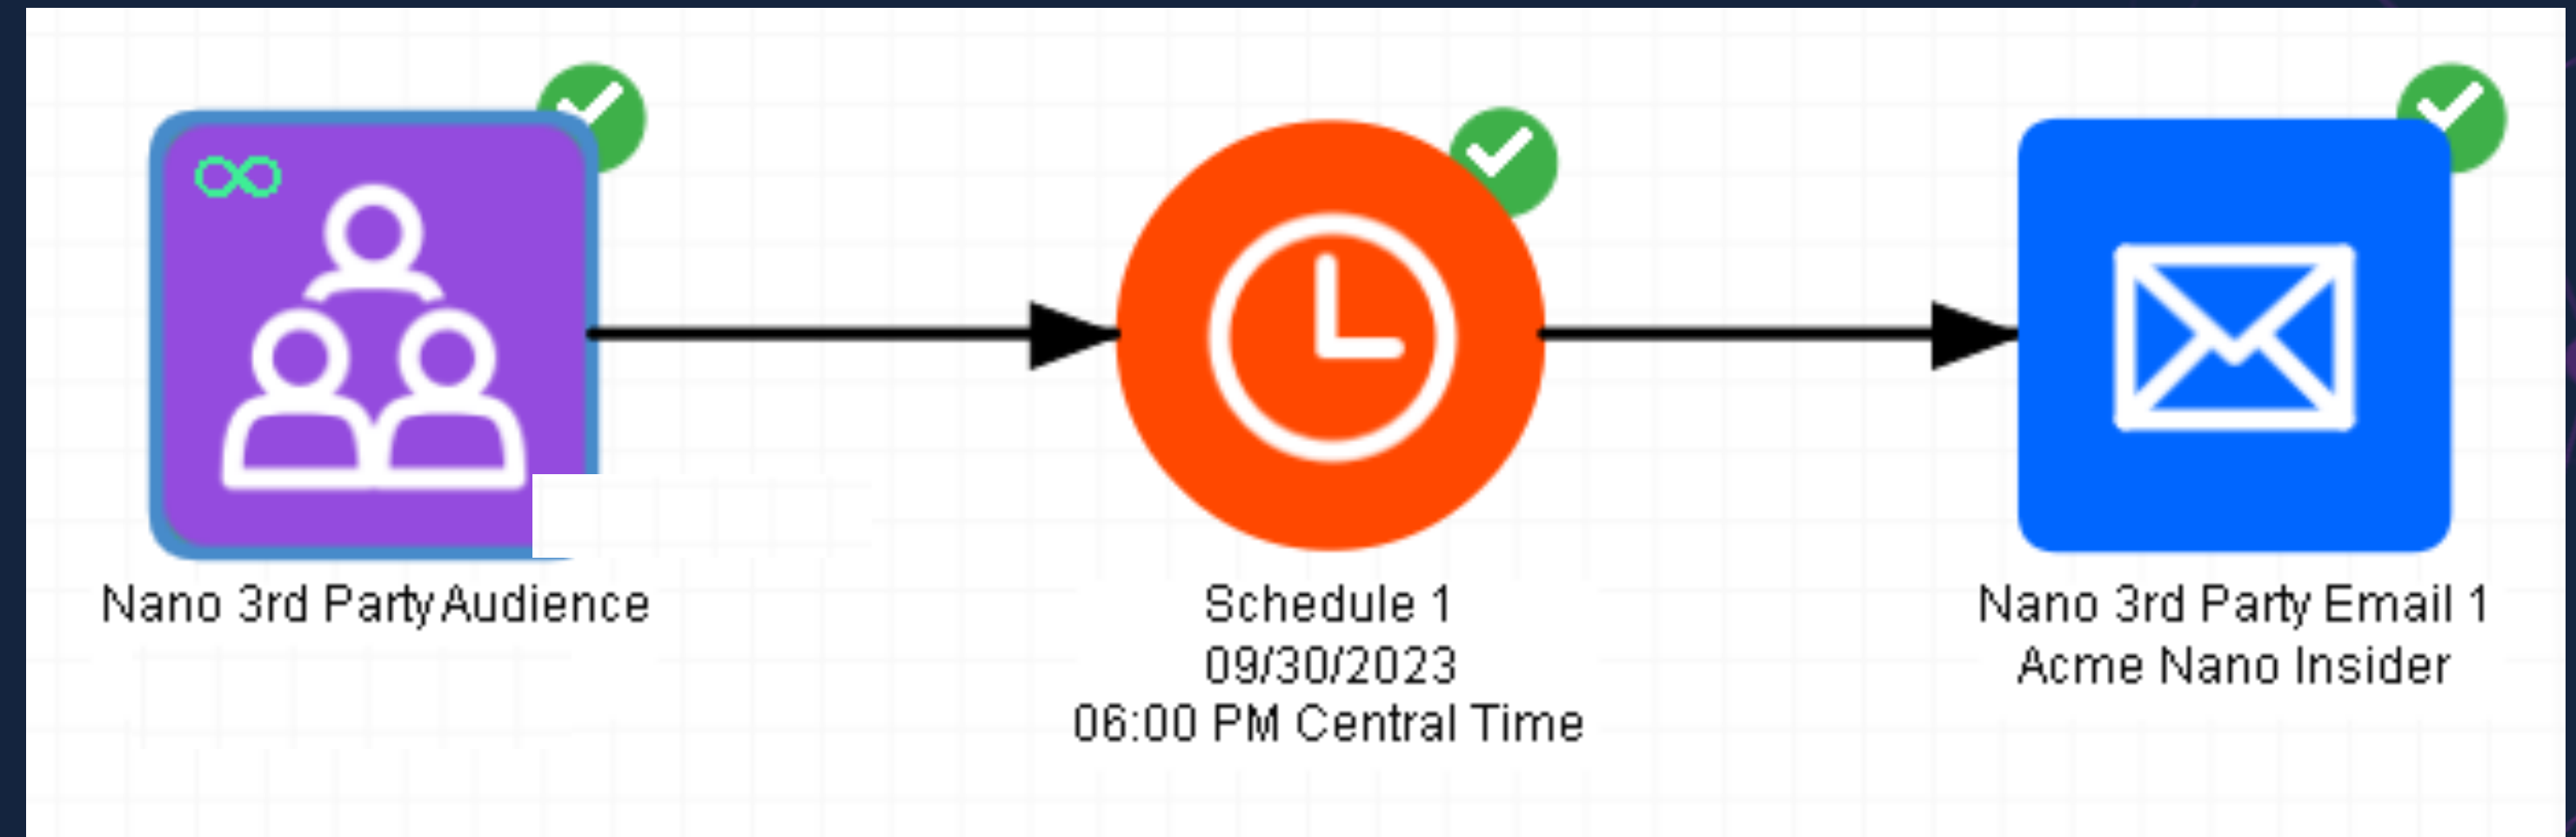 Nano 3rd Party Audience
Schedule 1
09/30/2023
06:00 PM Central Time
Nano 3rd Party Email 1
Acme Nano Insider